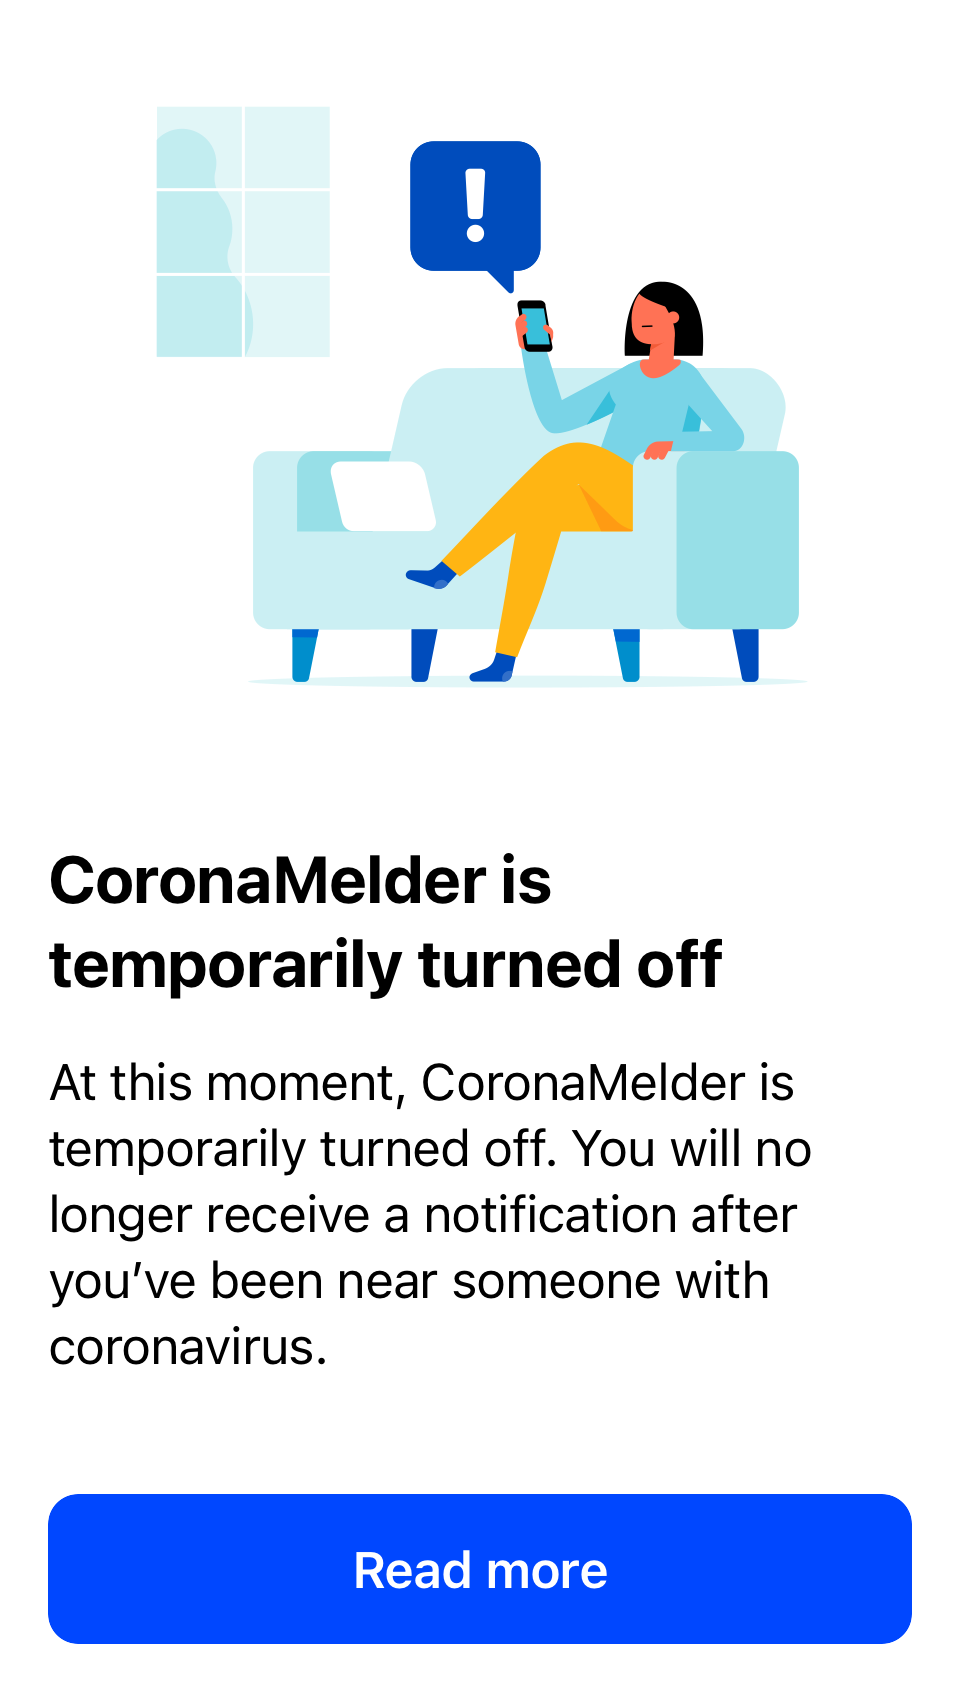 !
CoronaMelder is
temporarily turned off
At this moment, CoronaMelder is
temporarily turned off. You will no
longer receive a notification after
you’ve been near someone with
coronavirus.
Read more